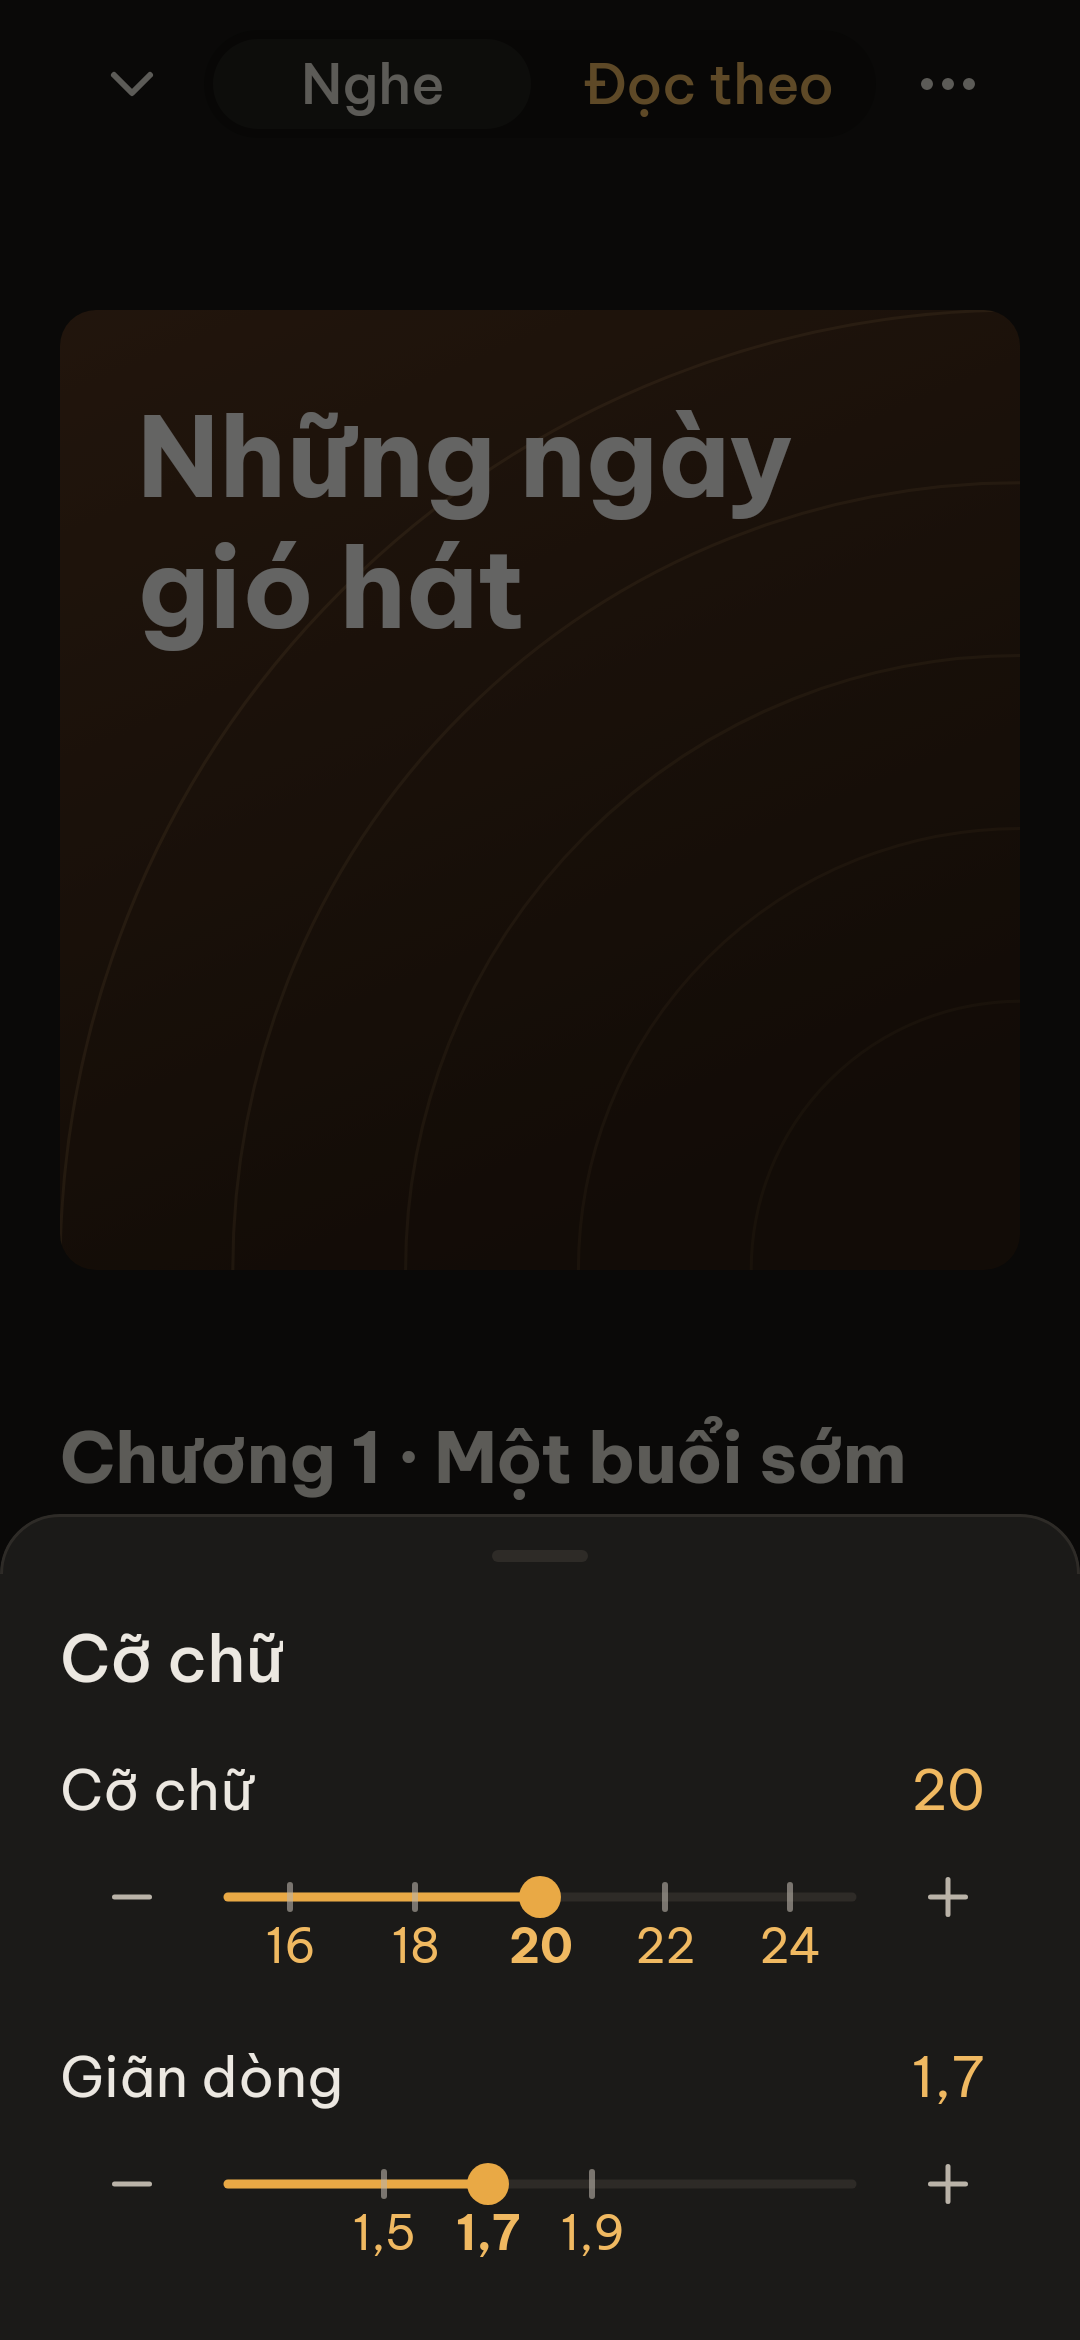 Nghe Đọc theo
Những ngày
gió hát
Chương 1 · Một buổi sớm
Cỡ chữ
Cỡ chữ 20
16 18 20 22 24
Giãn dòng 1,7
1,5 1,7 1,9